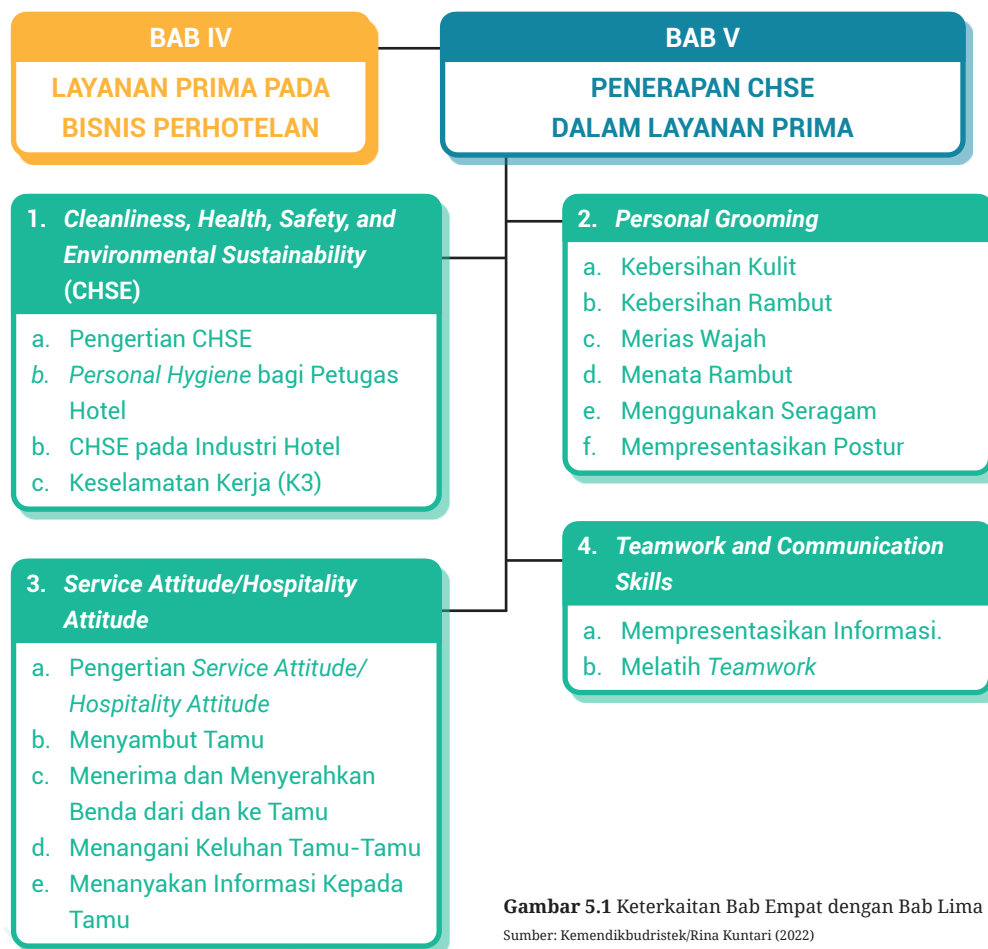 BAB IV
LAYANAN PRIMA PADA
BISNIS PERHOTELAN
BAB V
PENERAPAN CHSE
DALAM LAYANAN PRIMA
1. Cleanliness, Health, Safety, and
Environmental Sustainability
(CHSE)
a. Pengertian CHSE
b. Personal Hygiene bagi Petugas
Hotel
b. CHSE pada Industri Hotel
c. Keselamatan Kerja (K3)
2. Personal Grooming
a. Kebersihan Kulit
b. Kebersihan Rambut
c. Merias Wajah
d. Menata Rambut
e. Menggunakan Seragam
f. Mempresentasikan Postur
3. Service Attitude/Hospitality
Attitude
a. Pengertian Service Attitude/
Hospitality Attitude
b. Menyambut Tamu
c. Menerima dan Menyerahkan
Benda dari dan ke Tamu
d. Menangani Keluhan Tamu-Tamu
e. Menanyakan Informasi Kepada
Tamu
4. Teamwork and Communication
Skills
a. Mempresentasikan Informasi.
b. Melatih Teamwork
Gambar 5.1 Keterkaitan Bab Empat dengan Bab Lima
Sumber: Kemendikbudristek/Rina Kuntari (2022)